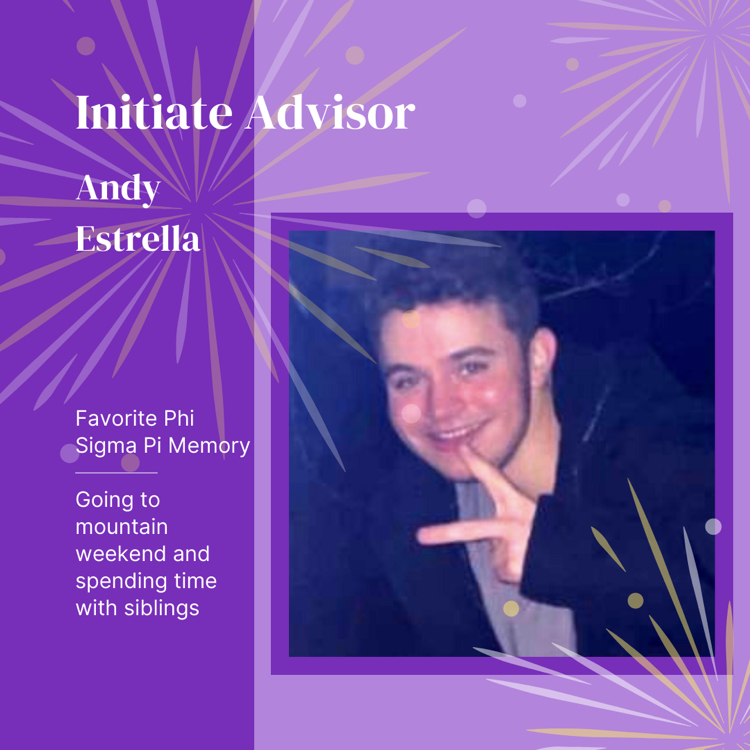 Initiate Advisor
Andy
Estrella
Favorite Phi
Sigma Pi Memory
Going to
mountain
weekend and
spending time
with siblings